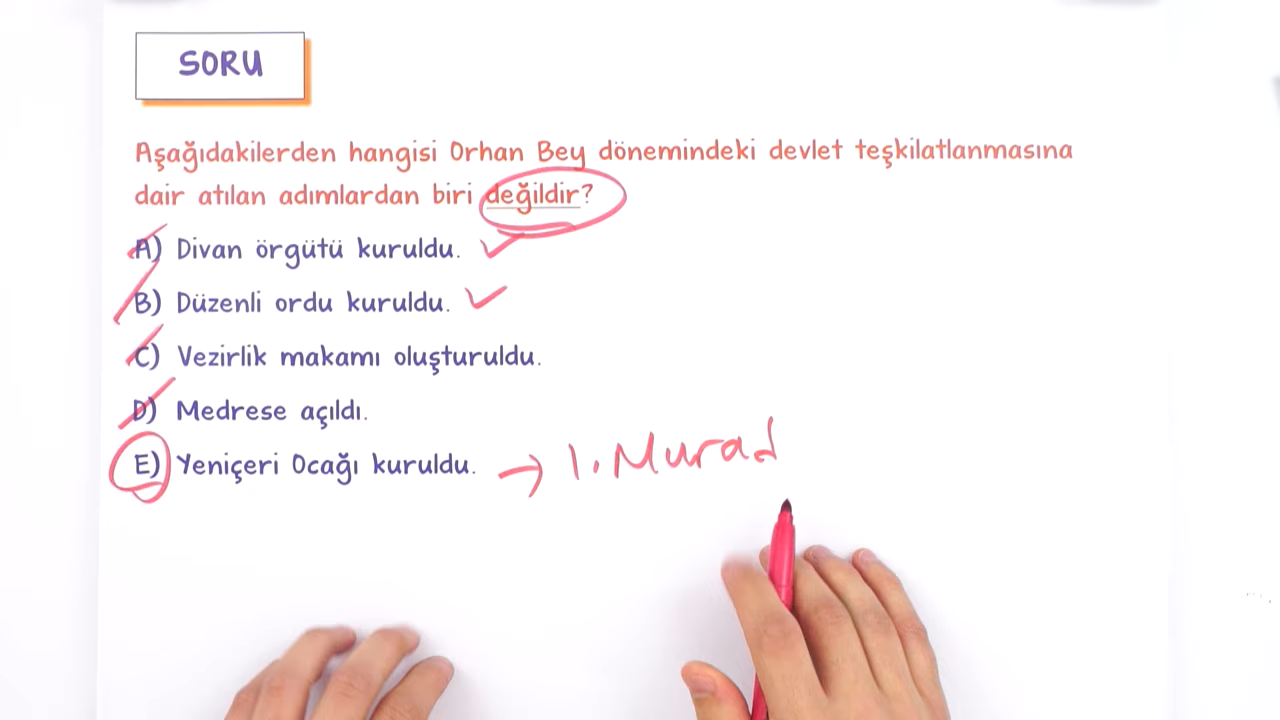 SORU
Aşağıdakilerden hangisi Orhan Bey dönemindeki devlet teşkilatlanmasına
dair atılan adımlardan biri değildir?
A) Divan örgütü kuruldu.
B) Düzenli ordu kuruldu.
C) Vezirlik makamı oluşturuldu.
D) Medrese açıldı.
E) Yeniçeri Ocağı kuruldu. → 1. Murad